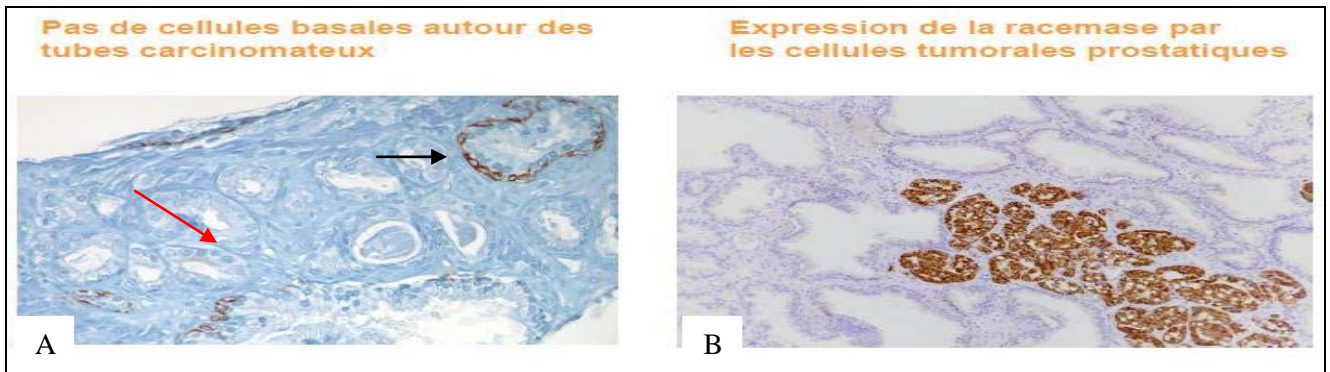 Pas de cellules basales autour des
tubes carcinomateux
Expression de la racemase par
les cellules tumorales prostatiques
A
B